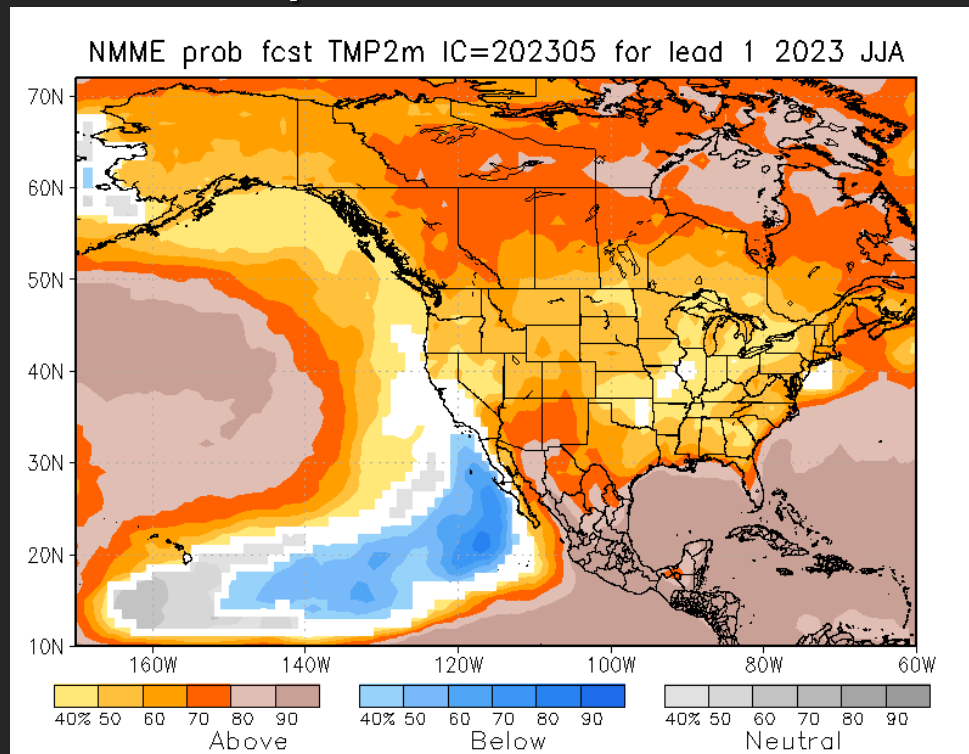 NMME prob fcst TMP2m IC=202305 for lead 1 2023 JJA
70N
60N
50N
40N
30N
20N
10N
160W 140W 120W 100W 80W 60W
40% 50 60 70 80 90
Above
40% 50 60 70 80 90
Below
40% 50 60 70 80 90
Neutral